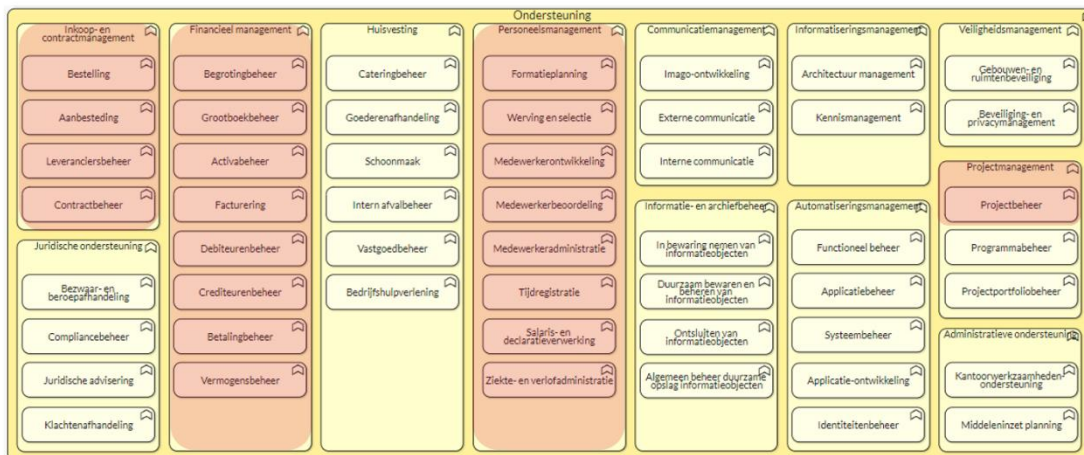 Ondersteuning
Inkoop- en
contractmanagement
Bestelling
Aanbesteding
Leveranciersbeheer
Contractbeheer
Juridische ondersteuning
Bezwaar- en
beroepafhandeling
Compliancebeheer
Juridische advisering
Klachtenafhandeling
Financieel management
Begrotingbeheer
Grootboekbeheer
Activabeheer
Facturering
Debiteurenbeheer
Crediteurenbeheer
Betalingbeheer
Vermogensbeheer
Huisvesting
Cateringbeheer
Goederenafhandeling
Schoonmaak
Intern afvalbeheer
Vastgoedbeheer
Bedrijfshulpverlening
Personeelsmanagement
Formatieplanning
Werving en selectie
Medewerkerontwikkeling
Medewerkerbeoordeling
Medewerkeradministratie
Tijdregistratie
Salaris- en
declaratieverwerking
Ziekte- en verlofadministratie
Communicatiemanagement
Imago-ontwikkeling
Externe communicatie
Interne communicatie
Informatie- en archiefbeheer
In bewaring nemen van
informatieobjecten
Duurzaam bewaren en
beheren van
informatieobjecten
Ontsluiten van
informatieobjecten
Algemeen beheer duurzame
opslag informatieobjecten
Informatiseringsmanagement
Architectuur management
Kennismanagement
Automatiseringsmanagement
Functioneel beheer
Applicatiebeheer
Systeembeheer
Applicatie-ontwikkeling
Identiteitenbeheer
Veiligheidsmanagement
Gebouwen- en
ruimtenbeveiliging
Beveiliging- en
privacymanagement
Projectmanagement
Projectbeheer
Programmabeheer
Projectportfoliobeheer
Administratieve ondersteuning
Kantoorwerkzaamheden-
ondersteuning
Middeleninzet planning